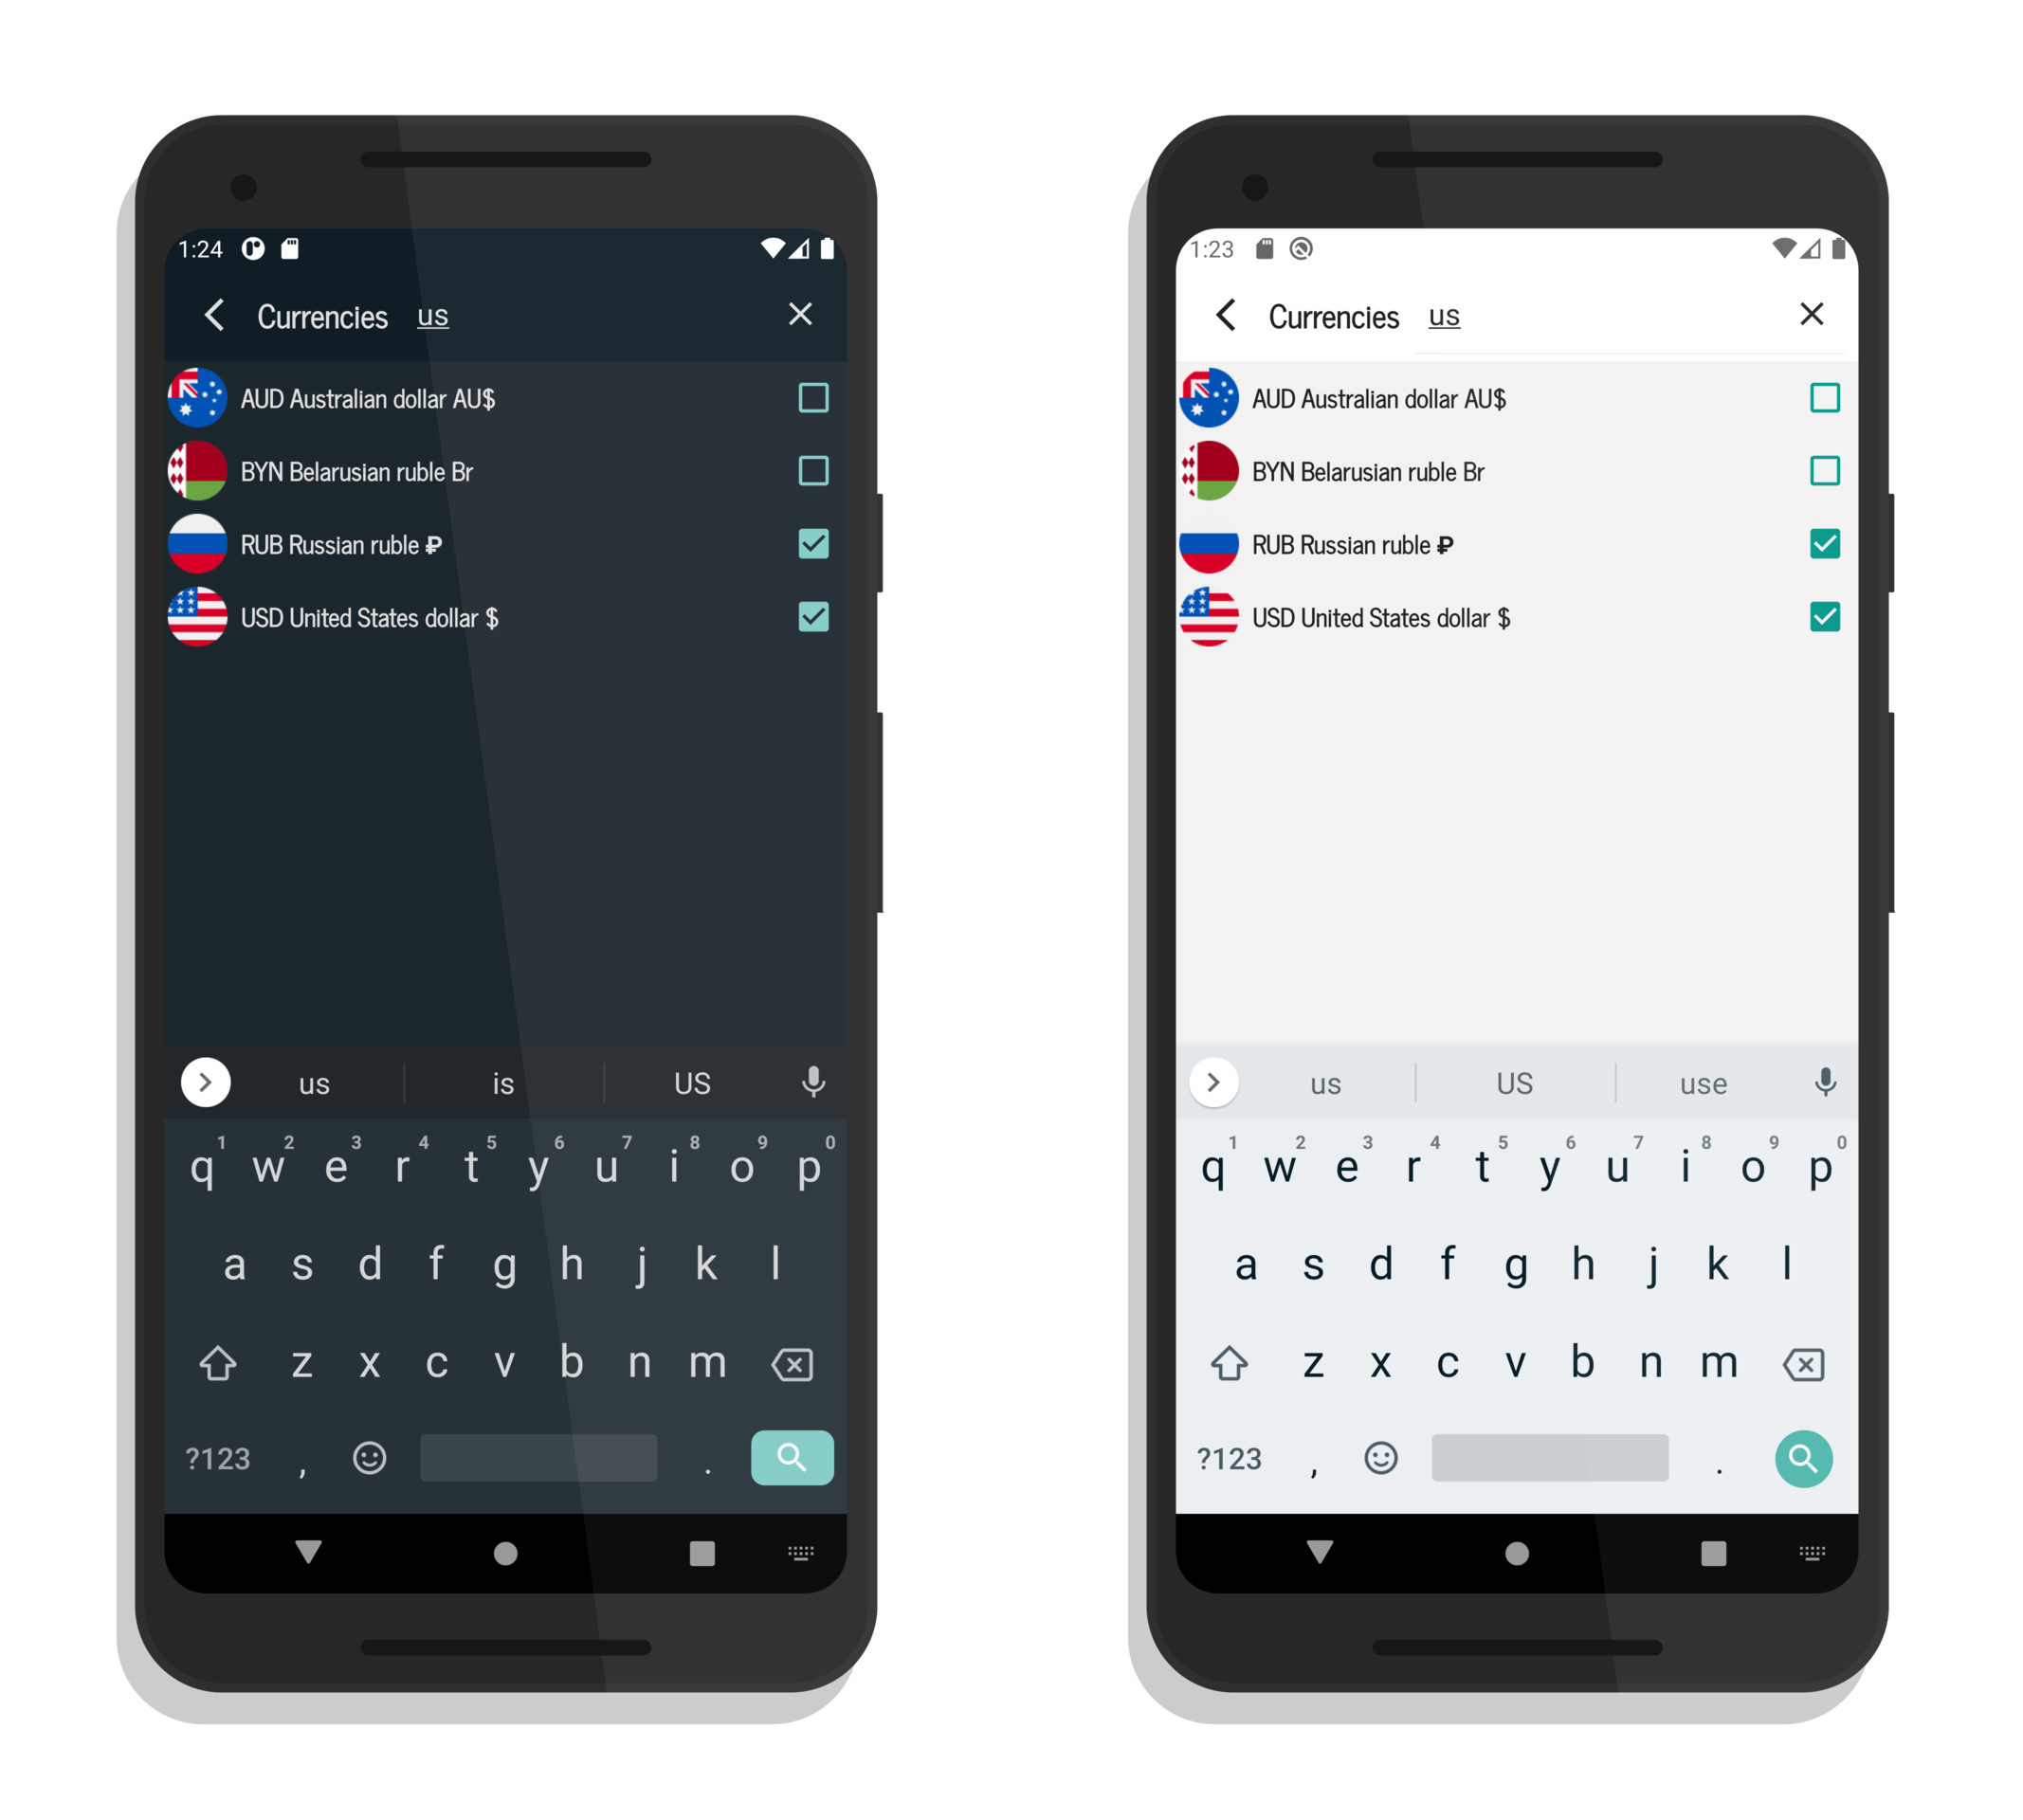 1:24
Currencies us
AUD Australian dollar AU$
BYN Belarusian ruble Br
RUB Russian ruble ₽
USD United States dollar $
us is US
1 2 3 4 5 6 7 8 9 0
q w e r t y u i o p
a s d f g h j k l
z x c v b n m
?123 , .
1:23
Currencies us
AUD Australian dollar AU$
BYN Belarusian ruble Br
RUB Russian ruble ₽
USD United States dollar $
us US use
1 2 3 4 5 6 7 8 9 0
q w e r t y u i o p
a s d f g h j k l
z x c v b n m
?123 , .